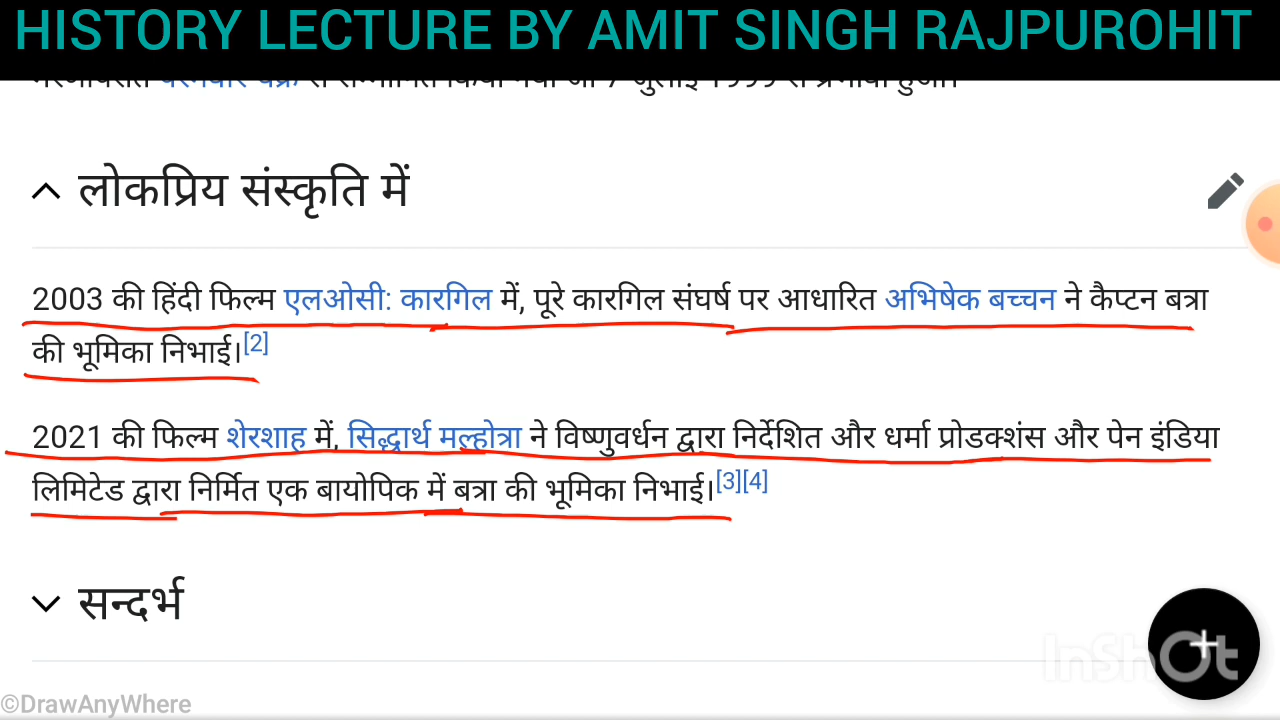 HISTORY LECTURE BY AMIT SINGH RAJPUROHIT
लोकप्रिय संस्कृति में
2003 की हिंदी फिल्म एलओसी: कारगिल में, पूरे कारगिल संघर्ष पर आधारित अभिषेक बच्चन ने कैप्टन बत्रा
की भूमिका निभाई।[2]
2021 की फिल्म शेरशाह में, सिद्धार्थ मल्होत्रा ने विष्णुवर्धन द्वारा निर्देशित और धर्मा प्रोडक्शंस और पेन इंडिया
लिमिटेड द्वारा निर्मित एक बायोपिक में बत्रा की भूमिका निभाई।[3][4]
सन्दर्भ
InShOt
©DrawAnyWhere